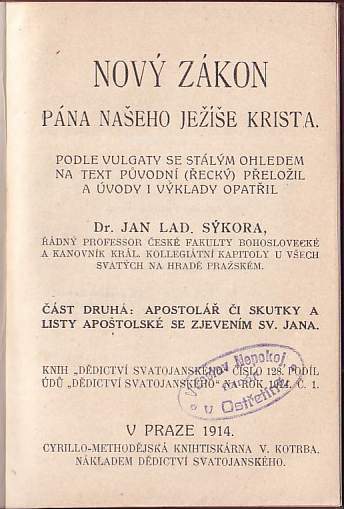 NOVÝ ZÁKON
PÁNA NAŠEHO JEŽÍŠE KRISTA.
PODLE VULGATY SE STÁLÝM OHLEDEM
NA TEXT PŮVODNÍ (ŘECKÝ) PŘELOŽIL
A ÚVODY I VÝKLADY OPATŘIL
Dr. JAN LAD. SÝKORA,
ŘÁDNÝ PROFESSOR ČESKÉ FAKULTY BOHOSLOVECKÉ
A KANOVNÍK KRÁL. KOLLEGIÁTNÍ KAPITOLY U VŠECH
SVATÝCH NA HRADĚ PRAŽSKÉM.
ČÁST DRUHÁ: APOSTOLÁŘ ČI SKUTKY A
LISTY APOŠTOLSKÉ SE ZJEVENÍM SV. JANA.
KNIH „DĚDICTVÍ SVATOJANSKÉHO“ ČÍSLO 128. PODÍL
ÚDŮ „DĚDICTVÍ SVATOJANSKÉHO“ NA ROK 1914. Č. 1.
Nepokoj
v
V PRAZE 1914.
CYRILLO-METHODĚJSKÁ KNIHTISKÁRNA V. KOTRBA.
NÁKLADEM DĚDICTVÍ SVATOJANSKÉHO.